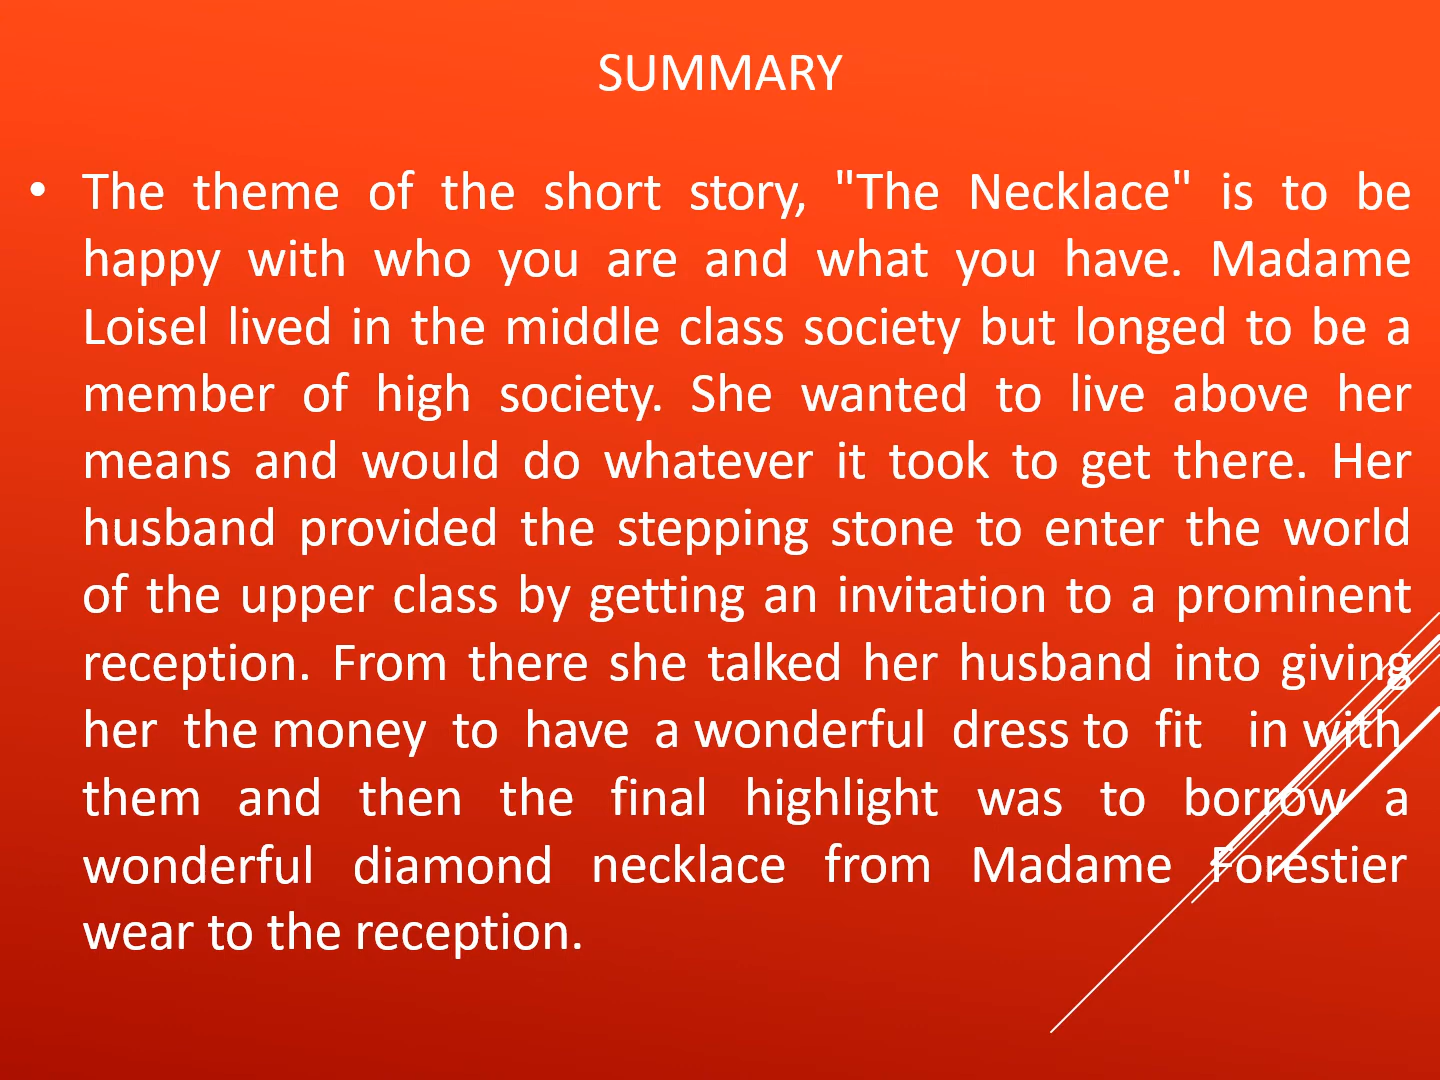 SUMMARY
• The theme of the short story, "The Necklace" is to be
happy with who you are and what you have. Madame
Loisel lived in the middle class society but longed to be a
member of high society. She wanted to live above her
means and would do whatever it took to get there. Her
husband provided the stepping stone to enter the world
of the upper class by getting an invitation to a prominent
reception. From there she talked her husband into giving
her the money to have a wonderful dress to fit in with
them and then the final highlight was to borrow a
wonderful diamond necklace from Madame Forestier
wear to the reception.